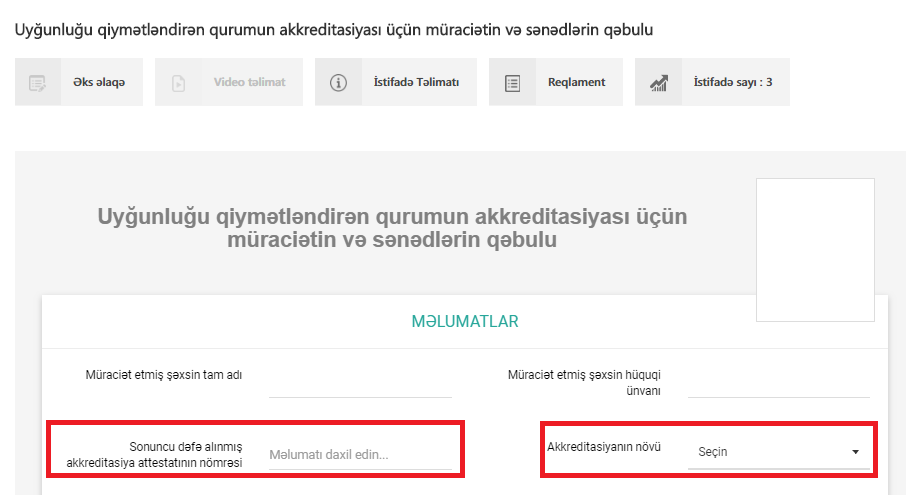 Uyğunluğu qiymətləndirən qurumun akkreditasiyası üçün müraciətin və sənədlərin qəbulu
Əks əlaqə
Video təlimat
İstifadə Təlimatı
Reqlament
İstifadə sayı : 3
Uyğunluğu qiymətləndirən qurumun akkreditasiyası üçün
müraciətin və sənədlərin qəbulu
MƏLUMATLAR
Müraciət etmiş şəxsin tam adı
Müraciət etmiş şəxsin hüquqi
ünvanı
Sonuncu dəfə alınmış
akkreditasiya attestatının nömrəsi
Məlumatı daxil edin...
Akkreditasiyanın növü
Seçin